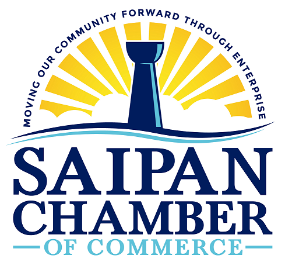 MOVING OUR COMMUNITY FORWARD THROUGH ENTERPRISE
SAIPAN
CHAMBER
OF COMMERCE